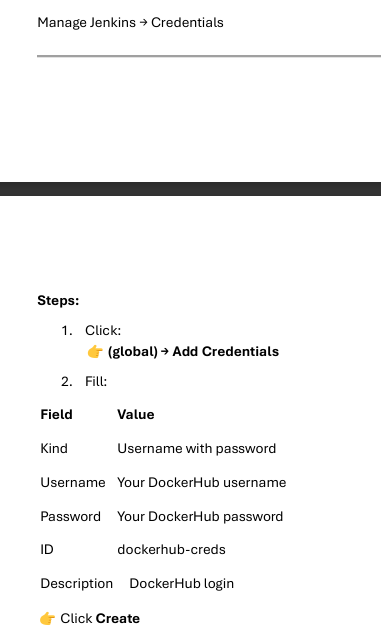 Manage Jenkins → Credentials
Steps:
1. Click:
👉 (global) → Add Credentials
2. Fill:
Field Value
Kind Username with password
Username Your DockerHub username
Password Your DockerHub password
ID dockerhub-creds
Description DockerHub login
👉 Click Create